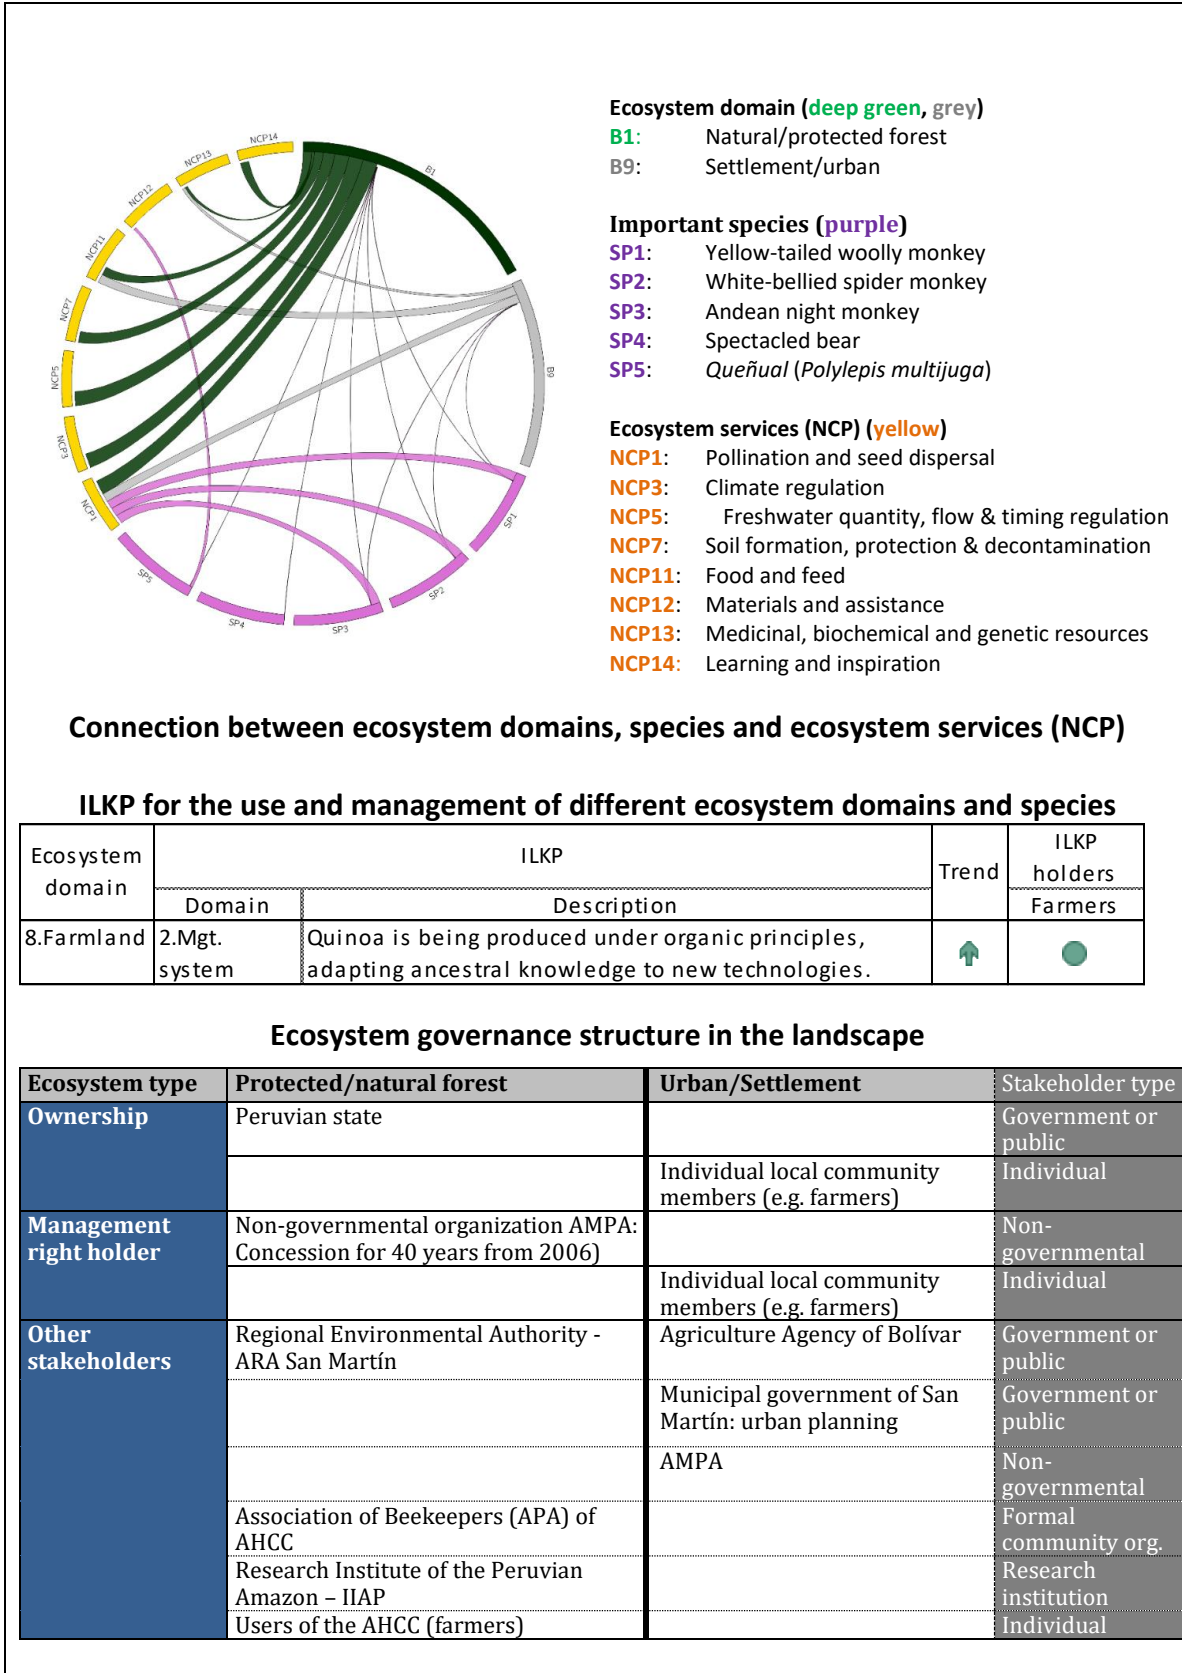 NCP14
NCP13
NCP12
NCP11
NCP7
NCP5
NCP3
NCP1
B1
B9
SP1
SP2
SP3
SP4
SP5
Ecosystem domain (deep green, grey)
B1: Natural/protected forest
B9: Settlement/urban
Important species (purple)
SP1: Yellow-tailed woolly monkey
SP2: White-bellied spider monkey
SP3: Andean night monkey
SP4: Spectacled bear
SP5: Queñual (Polylepis multijuga)
Ecosystem services (NCP) (yellow)
NCP1: Pollination and seed dispersal
NCP3: Climate regulation
NCP5: Freshwater quantity, flow & timing regulation
NCP7: Soil formation, protection & decontamination
NCP11: Food and feed
NCP12: Materials and assistance
NCP13: Medicinal, biochemical and genetic resources
NCP14: Learning and inspiration
Connection between ecosystem domains, species and ecosystem services (NCP)
ILKP for the use and management of different ecosystem domains and species
Ecosystem domain ILKP Trend ILKP holders
Domain Description Farmers
8.Farmland 2.Mgt. system Quinoa is being produced under organic principles,
adapting ancestral knowledge to new technologies.
Ecosystem governance structure in the landscape
Ecosystem type Protected/natural forest Urban/Settlement Stakeholder type
Ownership Peruvian state Government or
public
Individual local community Individual
members (e.g. farmers)
Management Non-governmental organization AMPA: Non-
right holder Concession for 40 years from 2006) governmental
Individual local community Individual
members (e.g. farmers)
Other Regional Environmental Authority - Agriculture Agency of Bolívar Government or
stakeholders ARA San Martín public
Municipal government of San Government or
Martín: urban planning public
AMPA Non-
governmental
Association of Beekeepers (APA) of Formal
AHCC community org.
Research Institute of the Peruvian Research
Amazon – IIAP institution
Users of the AHCC (farmers) Individual